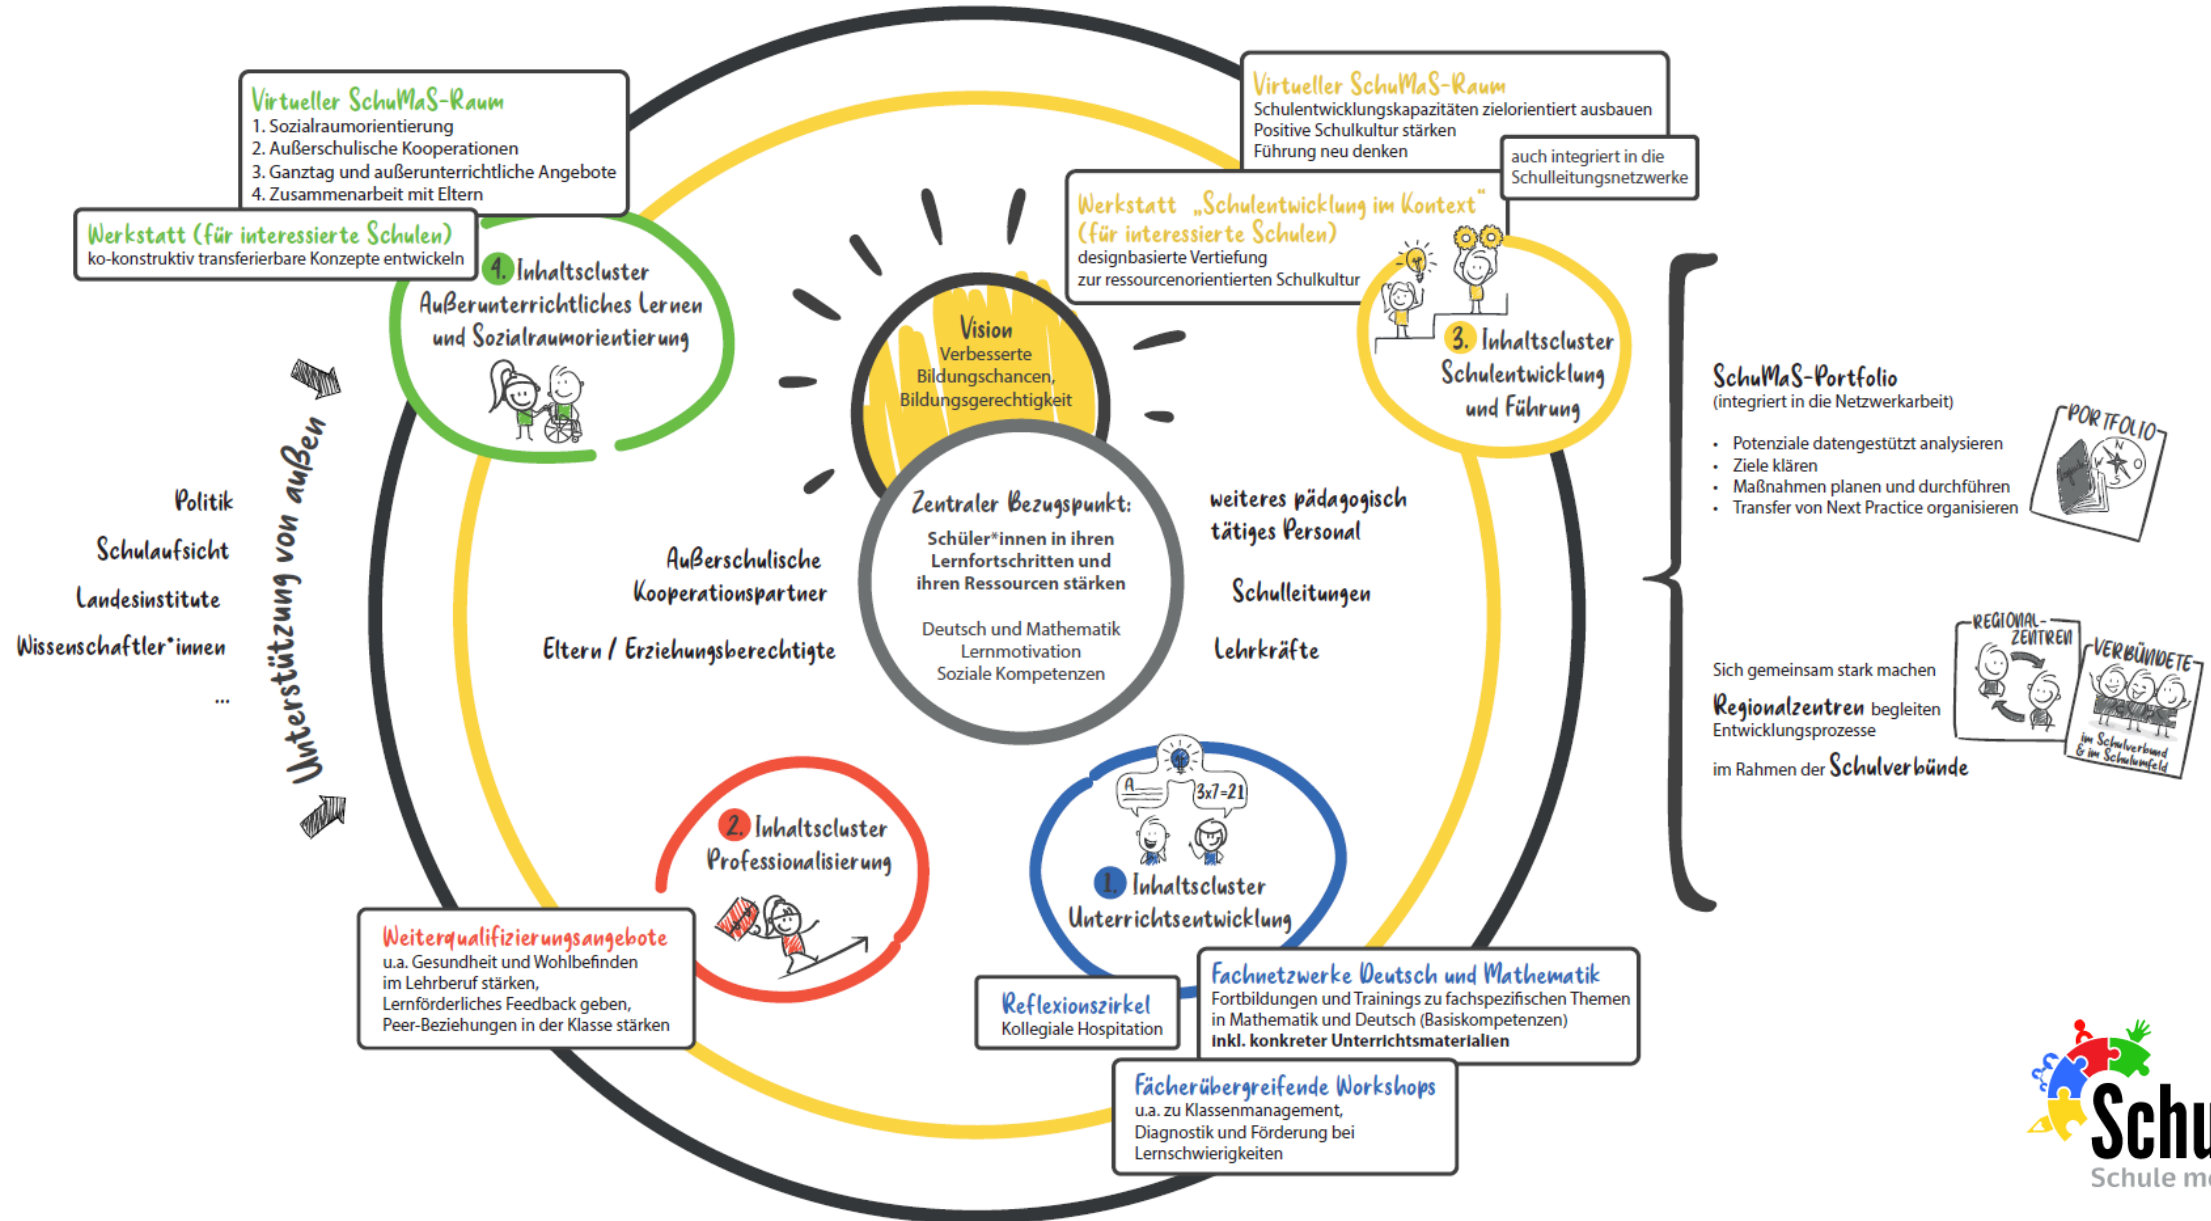 Virtueller SchuMaS-Raum
1. Sozialraumorientierung
2. Außerschulische Kooperationen
3. Ganztag und außerunterrichtliche Angebote
4. Zusammenarbeit mit Eltern
Werkstatt (für interessierte Schulen)
ko-konstruktiv transferierbare Konzepte entwickeln
4. Inhaltscluster
Außerunterrichtliches Lernen
und Sozialraumorientierung
Virtueller SchuMaS-Raum
Schulentwicklungskapazitäten zielorientiert ausbauen
Positive Schulkultur stärken
Führung neu denken
auch integriert in die
Schulleitungsnetzwerke
Werkstatt „Schulentwicklung im Kontext“
(für interessierte Schulen)
designbasierte Vertiefung
zur ressourcenorientierten Schulkultur
3. Inhaltscluster
Schulentwicklung
und Führung
Vision
Verbesserte
Bildungschancen,
Bildungsgerechtigkeit
Zentraler Bezugspunkt:
Schüler*innen in ihren
Lernfortschritten und
ihren Ressourcen stärken
Deutsch und Mathematik
Lernmotivation
Soziale Kompetenzen
Unterstützung von außen
Politik
Schulaufsicht
Landesinstitute
Wissenschaftler*innen
...
Außerschulische
Kooperationspartner
Eltern / Erziehungsberechtigte
weiteres pädagogisch
tätiges Personal
Schulleitungen
Lehrkräfte
2. Inhaltscluster
Professionalisierung
Weiterqualifizierungsangebote
u.a. Gesundheit und Wohlbefinden
im Lehrberuf stärken,
Lernförderliches Feedback geben,
Peer-Beziehungen in der Klasse stärken
A
3x7=21
1. Inhaltscluster
Unterrichtsentwicklung
Reflexionszirkel
Kollegiale Hospitation
Fachnetzwerke Deutsch und Mathematik
Fortbildungen und Trainings zu fachspezifischen Themen
in Mathematik und Deutsch (Basiskompetenzen)
inkl. konkreter Unterrichtsmaterialien
Fächerübergreifende Workshops
u.a. zu Klassenmanagement,
Diagnostik und Förderung bei
Lernschwierigkeiten
SchuMaS-Portfolio
(integriert in die Netzwerkarbeit)
• Potenziale datengestützt analysieren
• Ziele klären
• Maßnahmen planen und durchführen
• Transfer von Next Practice organisieren
PORTFOLIO
N
W O
S
Sich gemeinsam stark machen
Regionalzentren begleiten
Entwicklungsprozesse
im Rahmen der Schulverbünde
REGIONAL-
ZENTREN
VERBÜNDETE
im Schulverbund
& im Schulumfeld
Schu
Schule m